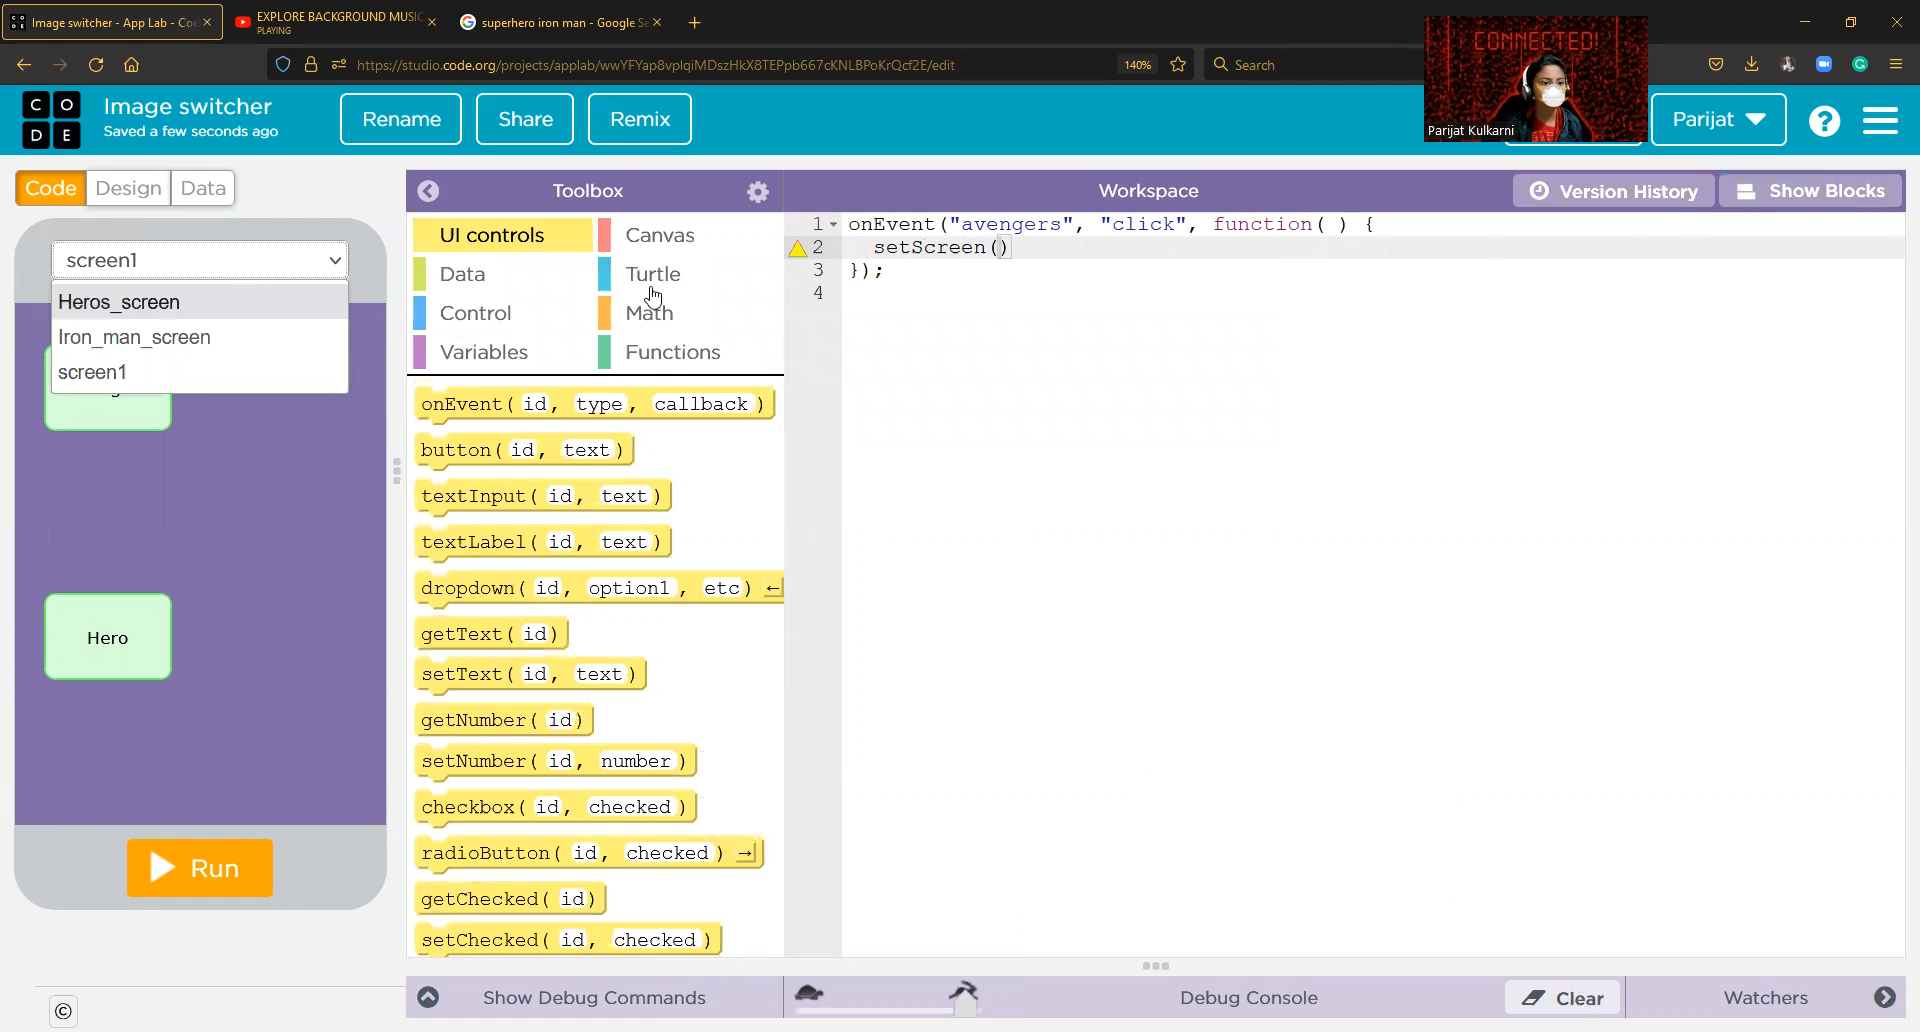 Image switcher - App Lab - Co
EXPLORE BACKGROUND MUSIC
PLAYING
superhero iron man - Google Se
https://studio.code.org/projects/applab/wwYFYap8vplqiMDszHkX8TEPpb667cKNLBPoKrQcf2E/edit
140%
Search
CONNECTED!
Parijat Kulkarni
C O
D E
Image switcher
Saved a few seconds ago
Rename
Share
Remix
Parijat
?
Code
Design
Data
Toolbox
Workspace
Version History
Show Blocks
screen1
Heros_screen
Iron_man_screen
screen1
Hero
Run
©
UI controls
Canvas
Data
Turtle
Control
Math
Variables
Functions
onEvent( id, type, callback )
button( id, text )
textInput( id, text )
textLabel( id, text )
dropdown( id, option1, etc) ←
getText( id)
setText( id, text )
getNumber( id)
setNumber( id, number )
checkbox( id, checked )
radioButton( id, checked ) →
getChecked( id)
setChecked( id, checked )
1 onEvent("avengers", "click", function( ) {
2 setScreen()
3 });
4
Show Debug Commands
Debug Console
Clear
Watchers